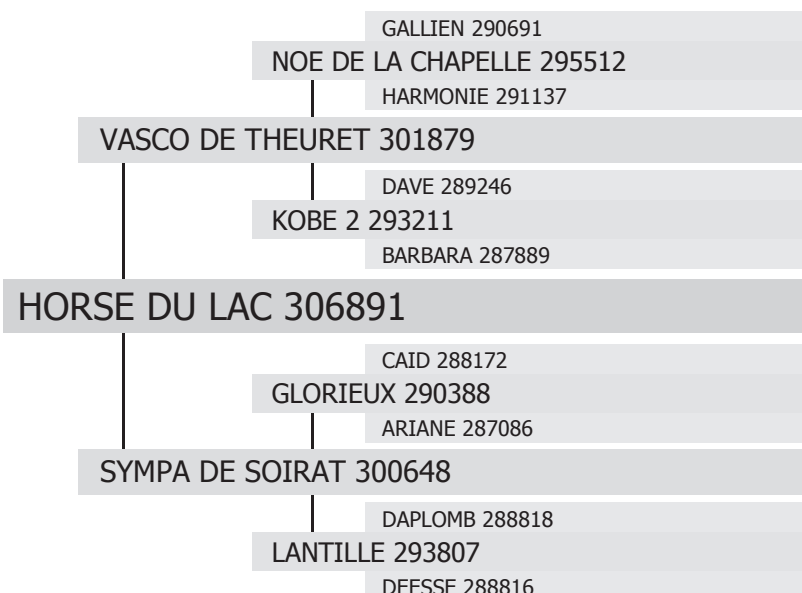 GALLIEN 290691
NOE DE LA CHAPELLE 295512
HARMONIE 291137
VASCO DE THEURET 301879
DAVE 289246
KOBE 2 293211
BARBARA 287889
HORSE DU LAC 306891
CAID 288172
GLORIEUX 290388
ARIANE 287086
SYMPA DE SOIRAT 300648
DAPLOMB 288818
LANTILLE 293807
DEESSE 288816